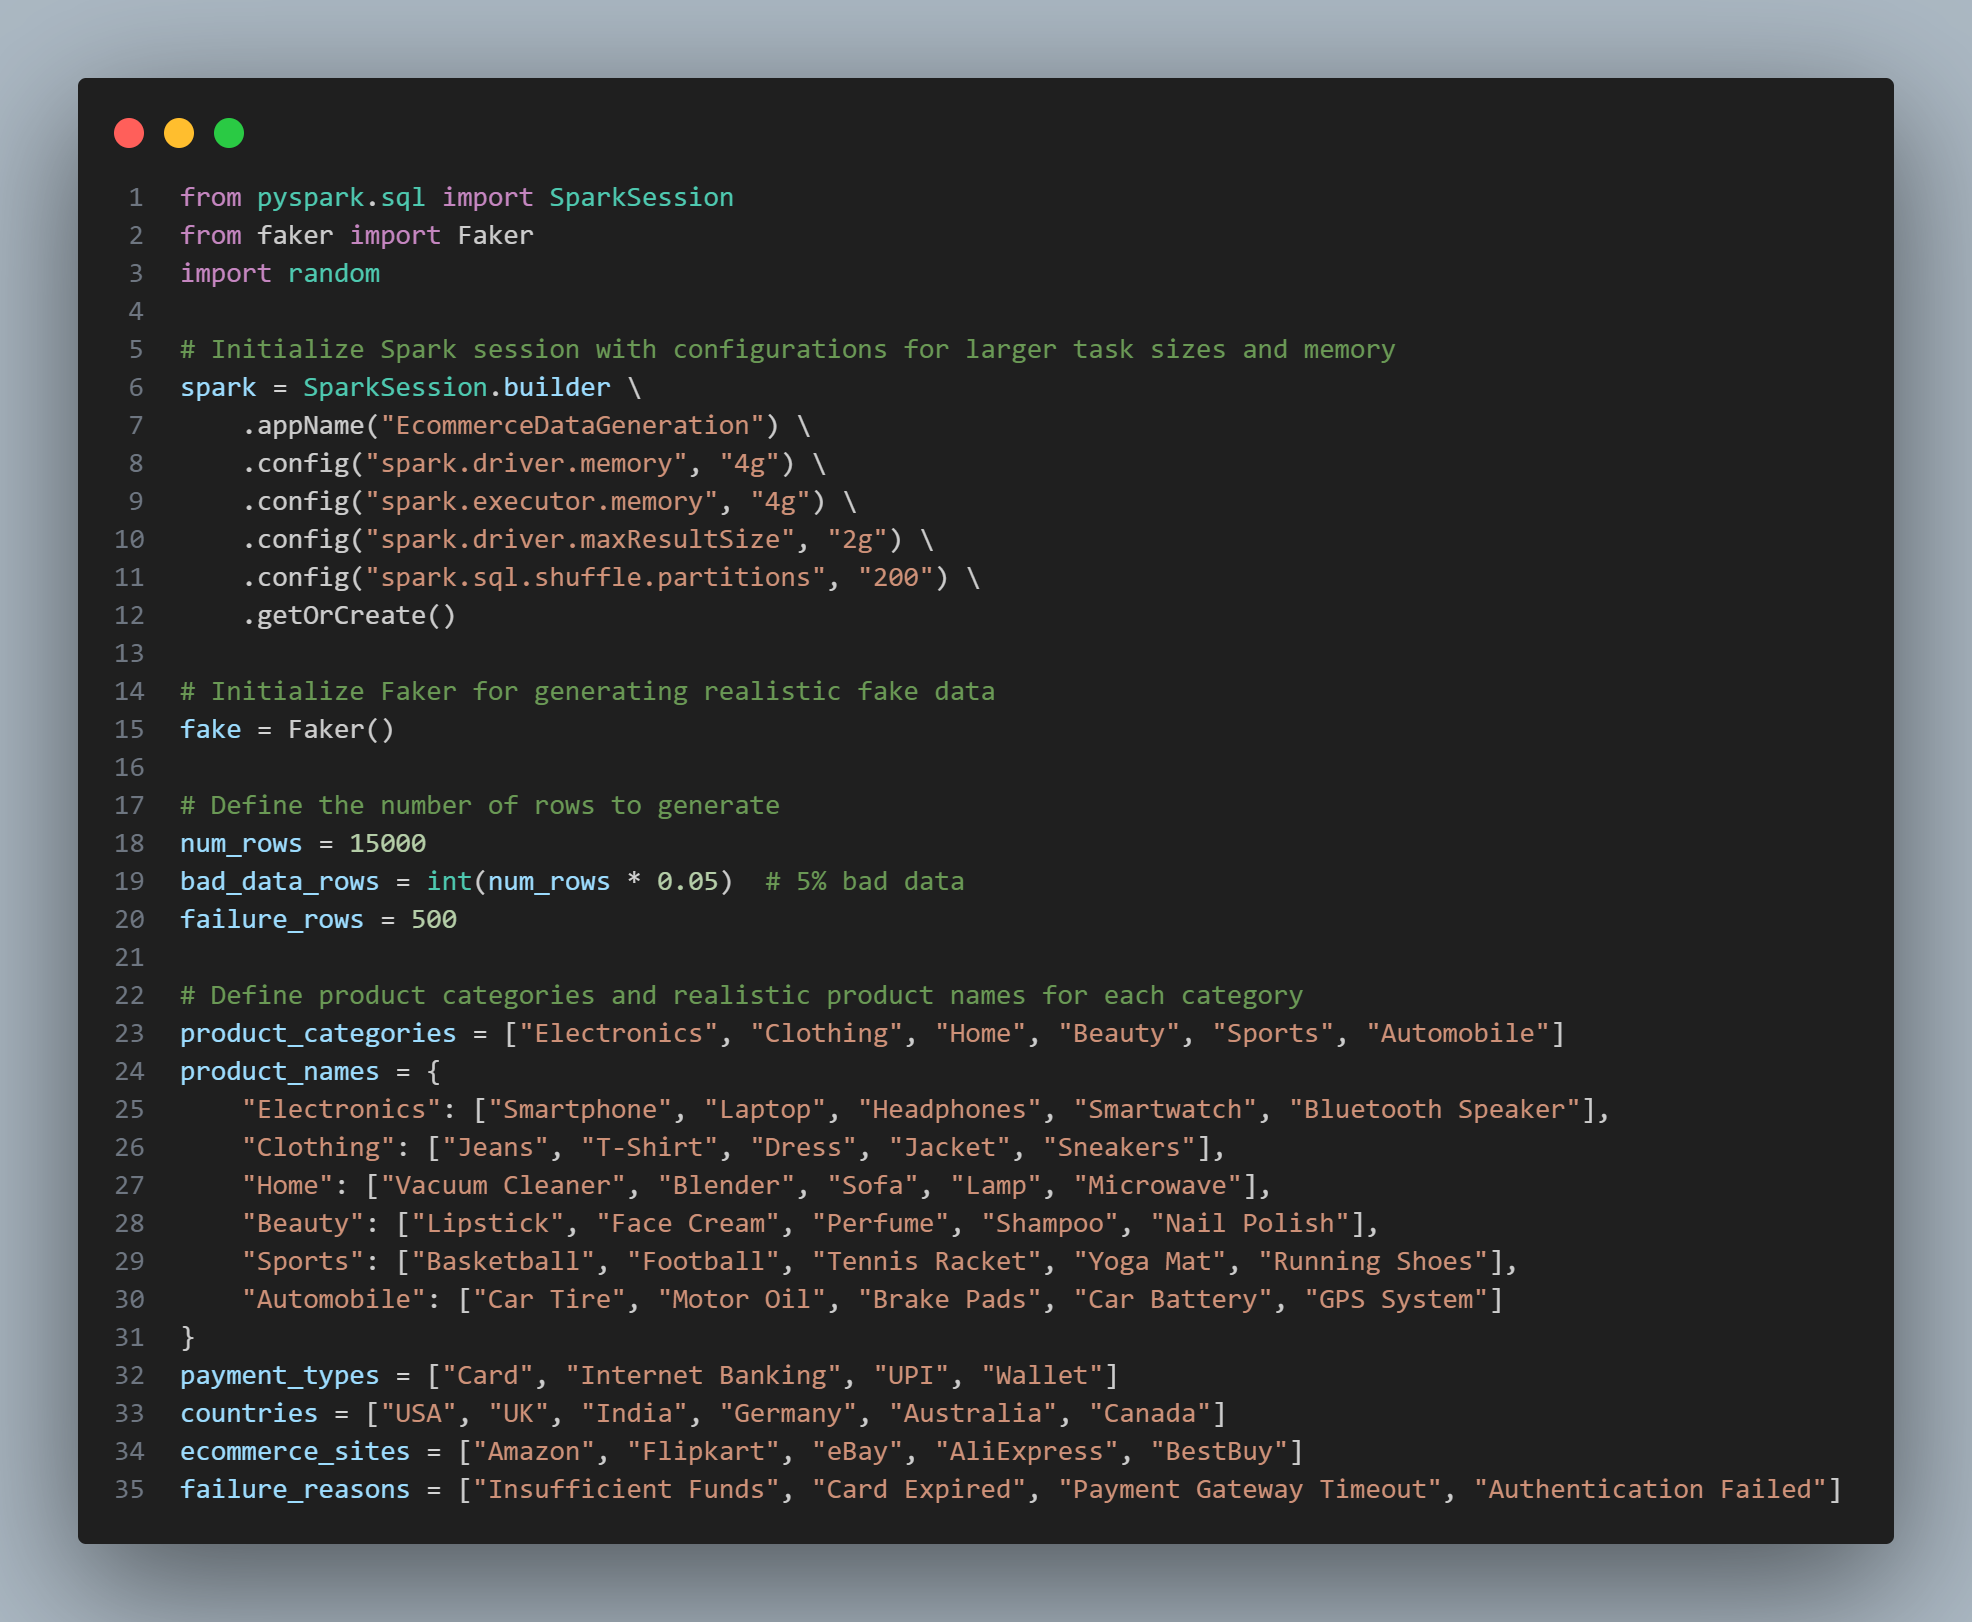 1 from pyspark.sql import SparkSession
2 from faker import Faker
3 import random
4
5 # Initialize Spark session with configurations for larger task sizes and memory
6 spark = SparkSession.builder \
7     .appName("EcommerceDataGeneration") \
8     .config("spark.driver.memory", "4g") \
9     .config("spark.executor.memory", "4g") \
10     .config("spark.driver.maxResultSize", "2g") \
11     .config("spark.sql.shuffle.partitions", "200") \
12     .getOrCreate()
13
14 # Initialize Faker for generating realistic fake data
15 fake = Faker()
16
17 # Define the number of rows to generate
18 num_rows = 15000
19 bad_data_rows = int(num_rows * 0.05)  # 5% bad data
20 failure_rows = 500
21
22 # Define product categories and realistic product names for each category
23 product_categories = ["Electronics", "Clothing", "Home", "Beauty", "Sports", "Automobile"]
24 product_names = {
25     "Electronics": ["Smartphone", "Laptop", "Headphones", "Smartwatch", "Bluetooth Speaker"],
26     "Clothing": ["Jeans", "T-Shirt", "Dress", "Jacket", "Sneakers"],
27     "Home": ["Vacuum Cleaner", "Blender", "Sofa", "Lamp", "Microwave"],
28     "Beauty": ["Lipstick", "Face Cream", "Perfume", "Shampoo", "Nail Polish"],
29     "Sports": ["Basketball", "Football", "Tennis Racket", "Yoga Mat", "Running Shoes"],
30     "Automobile": ["Car Tire", "Motor Oil", "Brake Pads", "Car Battery", "GPS System"]
31 }
32 payment_types = ["Card", "Internet Banking", "UPI", "Wallet"]
33 countries = ["USA", "UK", "India", "Germany", "Australia", "Canada"]
34 ecommerce_sites = ["Amazon", "Flipkart", "eBay", "AliExpress", "BestBuy"]
35 failure_reasons = ["Insufficient Funds", "Card Expired", "Payment Gateway Timeout", "Authentication Failed"]